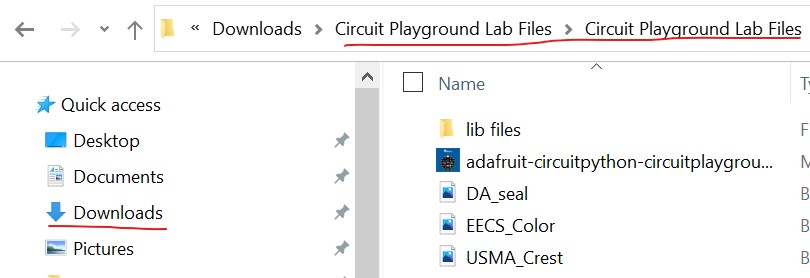 « Downloads > Circuit Playground Lab Files > Circuit Playground Lab Files
Quick access
Desktop
Documents
Downloads
Pictures
Name
Ty
lib files
F
adafruit-circuitpython-circuitplaygrou...
M
DA_seal
B
EECS_Color
B
USMA_Crest
B